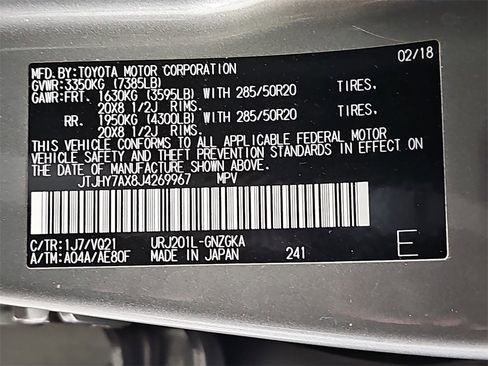 02/18
MFD.BY:TOYOTA MOTOR CORPORATION
GVWR:3350KG (7385LB)
GAWR:FRT. 1630KG (3595LB) WITH 285/50R20 TIRES.
20X8 1/2J RIMS.
RR. 1950KG (4300LB) WITH 285/50R20 TIRES.
20X8 1/2J RIMS.
THIS VEHICLE CONFORMS TO ALL APPLICABLE FEDERAL MOTOR
VEHICLE SAFETY AND THEFT PREVENTION STANDARDS IN EFFECT ON
THE DATE OF MANUFACTURE SHOWN ABOVE.
JTJHY7AX8J4269967 MPV
C/TR:1J7/VQ21 URJ201L-GNZGKA
A/TM:A04A/AE80F MADE IN JAPAN 241 E